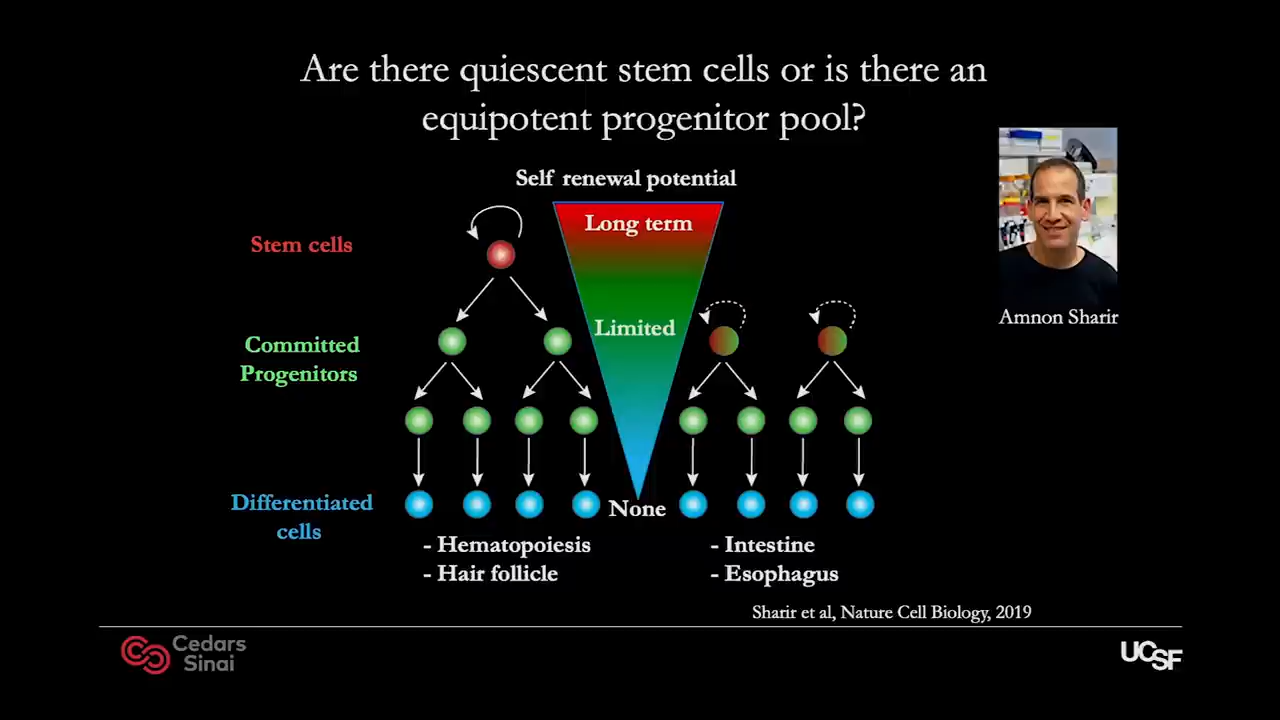 Are there quiescent stem cells or is there an
equipotent progenitor pool?
Self renewal potential
Long term
Stem cells
Limited
Amnon Sharir
Committed
Progenitors
Differentiated
cells
None
- Hematopoiesis
- Hair follicle
- Intestine
- Esophagus
Sharir et al, Nature Cell Biology, 2019
Cedars
Sinai
UCSF